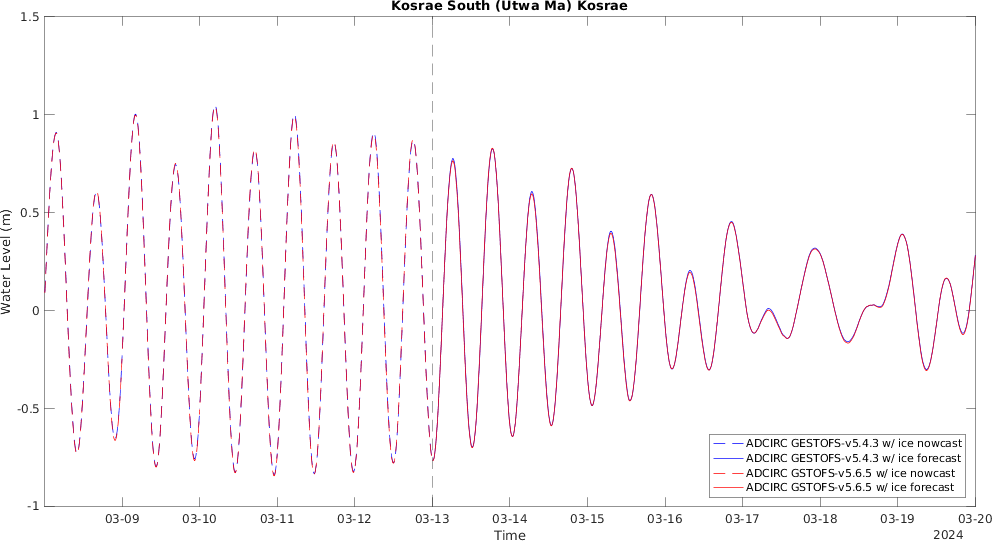 Kosrae South (Utwa Ma) Kosrae
1.5
1
0.5
0
-0.5
-1
Water Level (m)
ADCIRC GESTOFS-v5.4.3 w/ ice nowcast
ADCIRC GESTOFS-v5.4.3 w/ ice forecast
ADCIRC GSTOFS-v5.6.5 w/ ice nowcast
ADCIRC GSTOFS-v5.6.5 w/ ice forecast
03-09 03-10 03-11 03-12 03-13 03-14 03-15 03-16 03-17 03-18 03-19 03-20
Time
2024